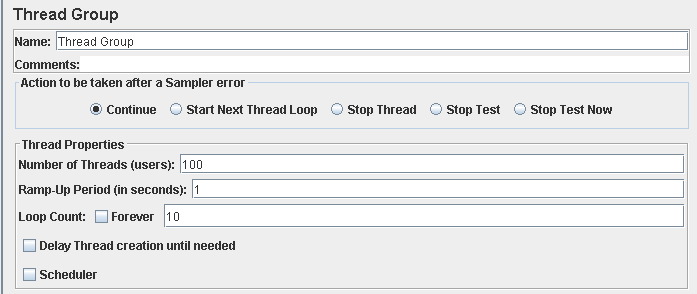 Thread Group
Name: Thread Group
Comments:
Action to be taken after a Sampler error
Continue Start Next Thread Loop Stop Thread Stop Test Stop Test Now
Thread Properties
Number of Threads (users): 100
Ramp-Up Period (in seconds): 1
Loop Count: Forever 10
Delay Thread creation until needed
Scheduler